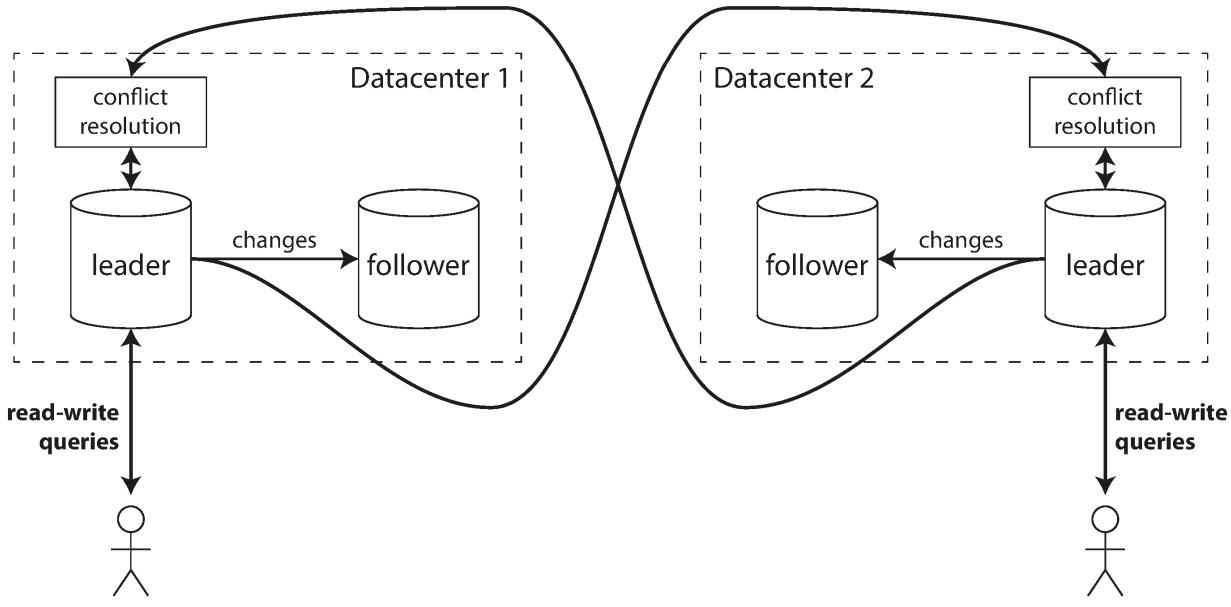 Datacenter 1
conflict
resolution
leader
changes
follower
read-write
queries
Datacenter 2
conflict
resolution
follower
changes
leader
read-write
queries